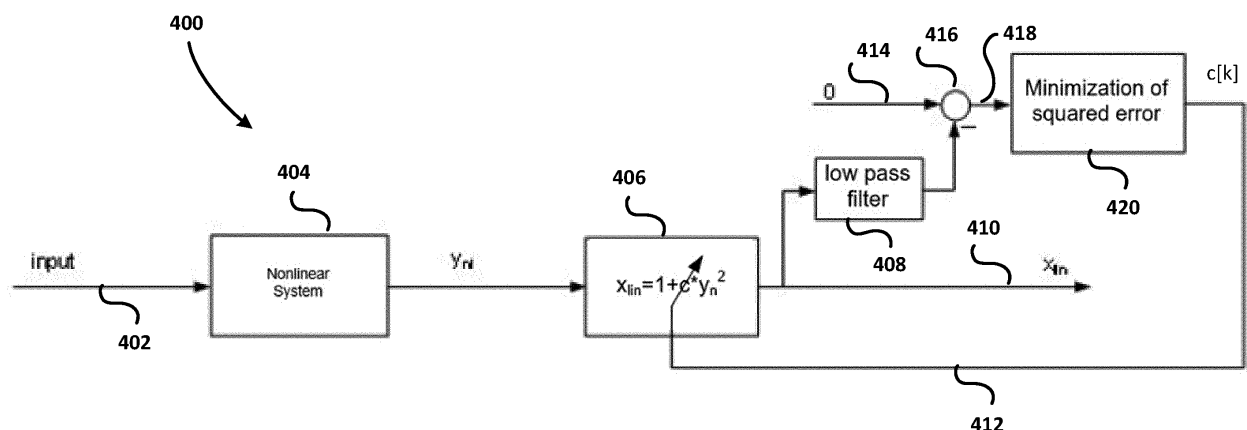 400
414
416
418
c[k]
0
Minimization of
squared error
−
404
406
low pass
filter
420
408
410
input
Nonlinear
System
ynl
xlin=1+c*yn²
xlin
402
412